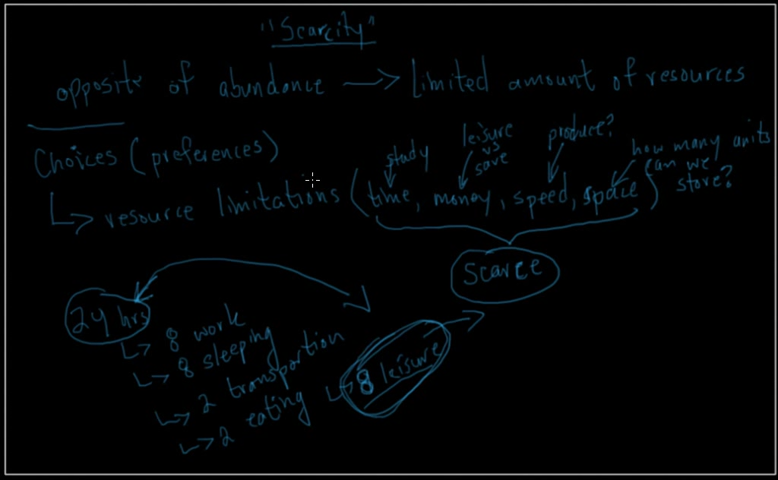 "Scarcity"
opposite of abundance → limited amount of resources
Choices (preferences)
study
leisure
vs
save
produce?
how many units
can we
store?
↳ resource limitations (time, money, speed, space)
Scarce
24 hrs
↳ 8 work
↳ 8 sleeping
↳ 2 transportion
↳ 2 eating
↳ 8 leisure